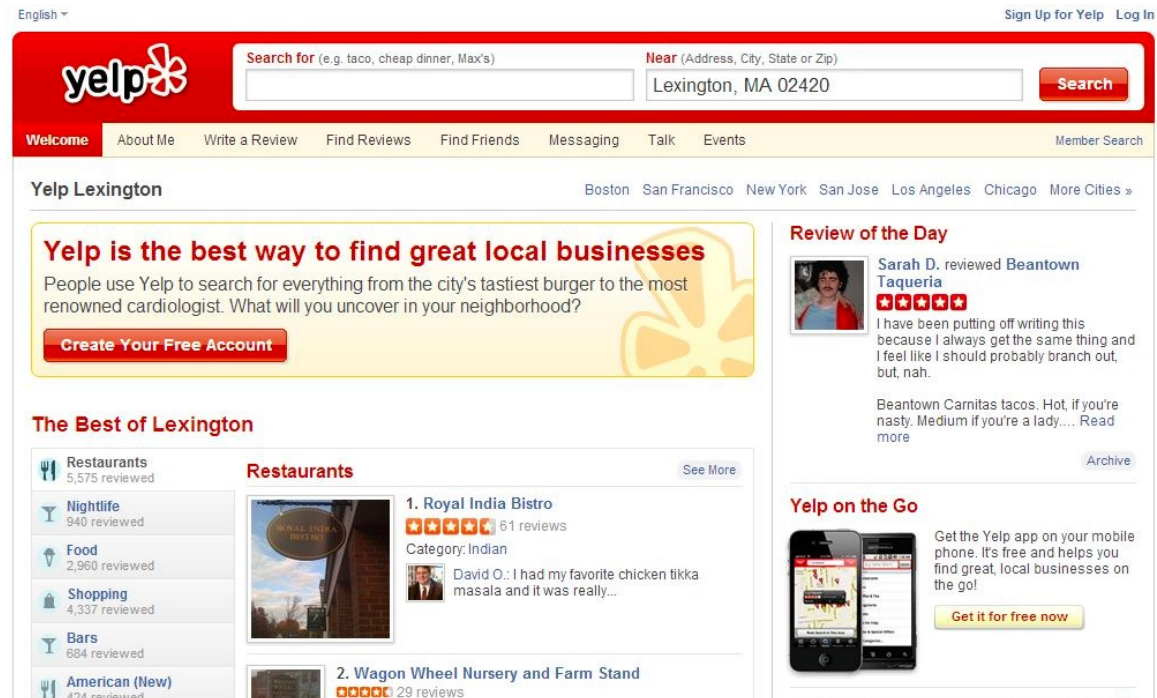 English
Sign Up for Yelp Log In
yelp
Search for (e.g. taco, cheap dinner, Max's)
Near (Address, City, State or Zip)
Lexington, MA 02420
Search
Welcome About Me Write a Review Find Reviews Find Friends Messaging Talk Events Member Search
Yelp Lexington
Boston San Francisco New York San Jose Los Angeles Chicago More Cities »
Yelp is the best way to find great local businesses
People use Yelp to search for everything from the city's tastiest burger to the most
renowned cardiologist. What will you uncover in your neighborhood?
Create Your Free Account
The Best of Lexington
Restaurants
5,575 reviewed
Nightlife
940 reviewed
Food
2,960 reviewed
Shopping
4,337 reviewed
Bars
684 reviewed
American (New)
424 reviewed
Restaurants
See More
ROYAL INDIA
BISTRO
1. Royal India Bistro
61 reviews
Category: Indian
David O.: I had my favorite chicken tikka
masala and it was really...
2. Wagon Wheel Nursery and Farm Stand
29 reviews
Review of the Day
Sarah D. reviewed Beantown
Taqueria
I have been putting off writing this
because I always get the same thing and
I feel like I should probably branch out,
but, nah.
Beantown Carnitas tacos. Hot, if you're
nasty. Medium if you're a lady.... Read
more
Archive
Yelp on the Go
Get the Yelp app on your mobile
phone. It's free and helps you
find great, local businesses on
the go!
Get it for free now